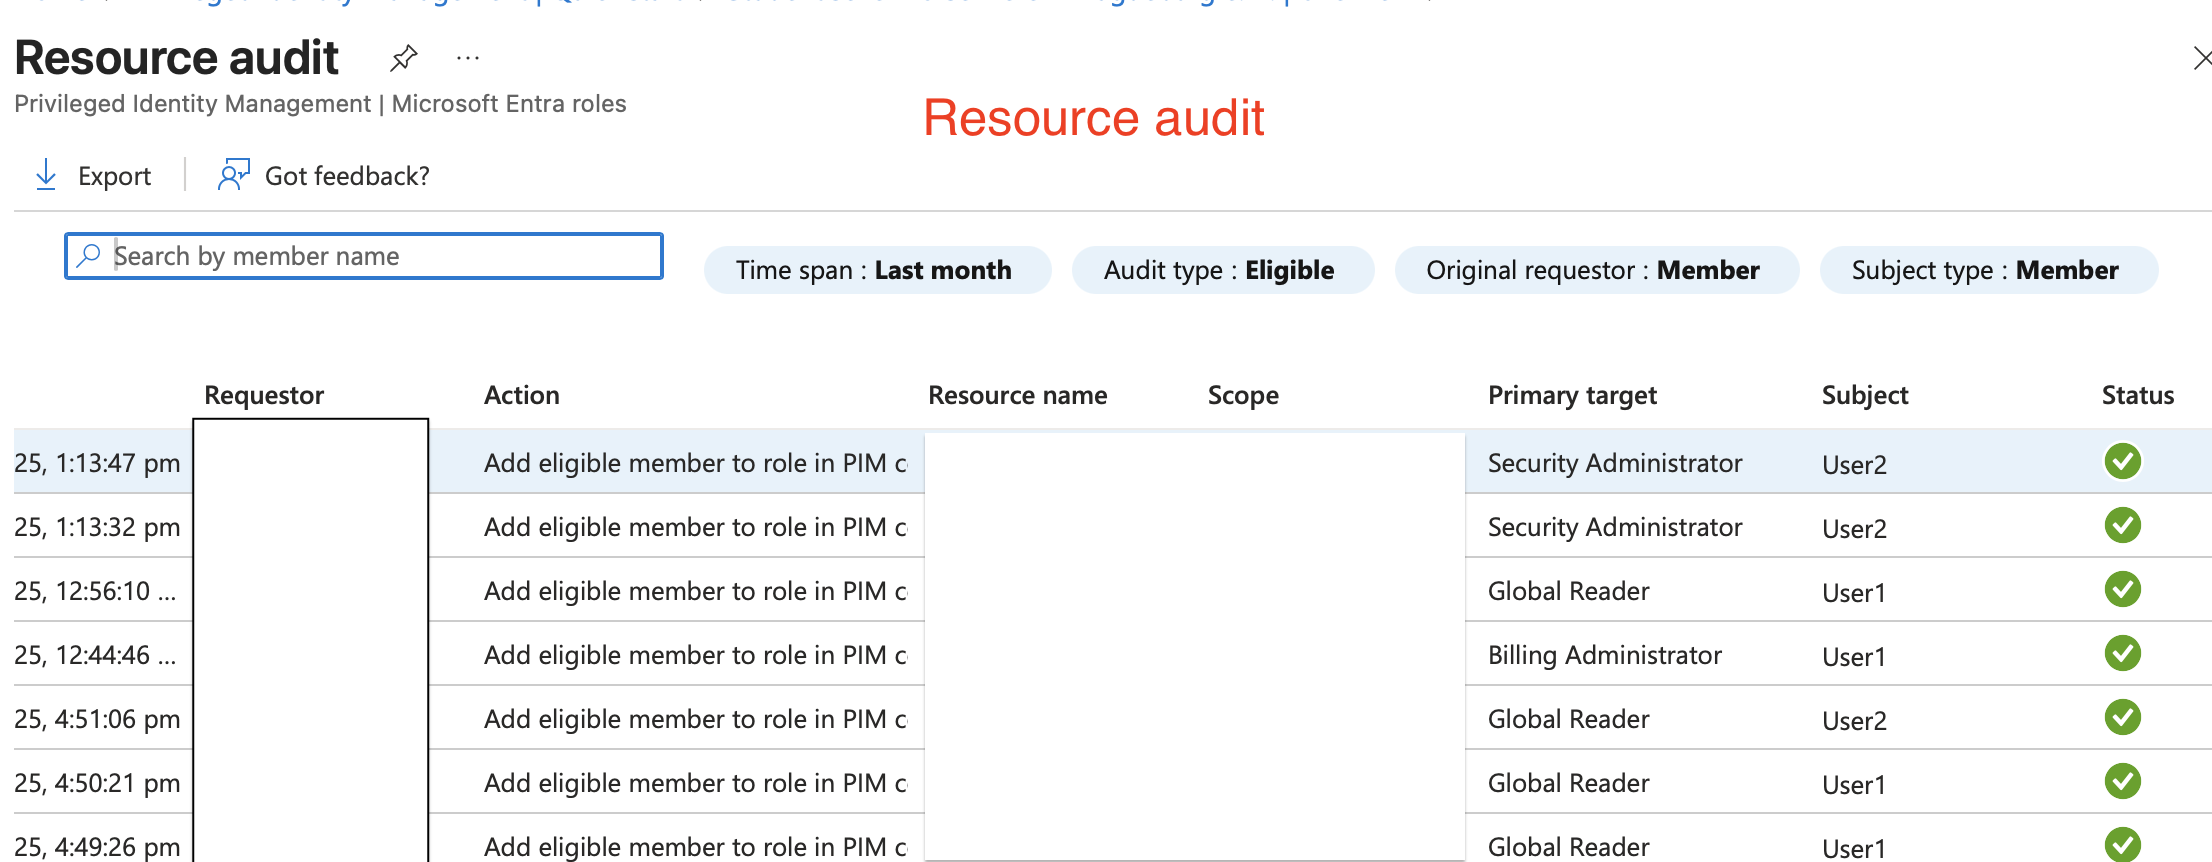 Resource audit ...
Privileged Identity Management | Microsoft Entra roles
Resource audit
Export
Got feedback?
Search by member name
Time span : Last month
Audit type : Eligible
Original requestor : Member
Subject type : Member
Requestor Action Resource name Scope Primary target Subject Status
25, 1:13:47 pm Add eligible member to role in PIM c Security Administrator User2
25, 1:13:32 pm Add eligible member to role in PIM c Security Administrator User2
25, 12:56:10 ... Add eligible member to role in PIM c Global Reader User1
25, 12:44:46 ... Add eligible member to role in PIM c Billing Administrator User1
25, 4:51:06 pm Add eligible member to role in PIM c Global Reader User2
25, 4:50:21 pm Add eligible member to role in PIM c Global Reader User1
25, 4:49:26 pm Add eligible member to role in PIM c Global Reader User1